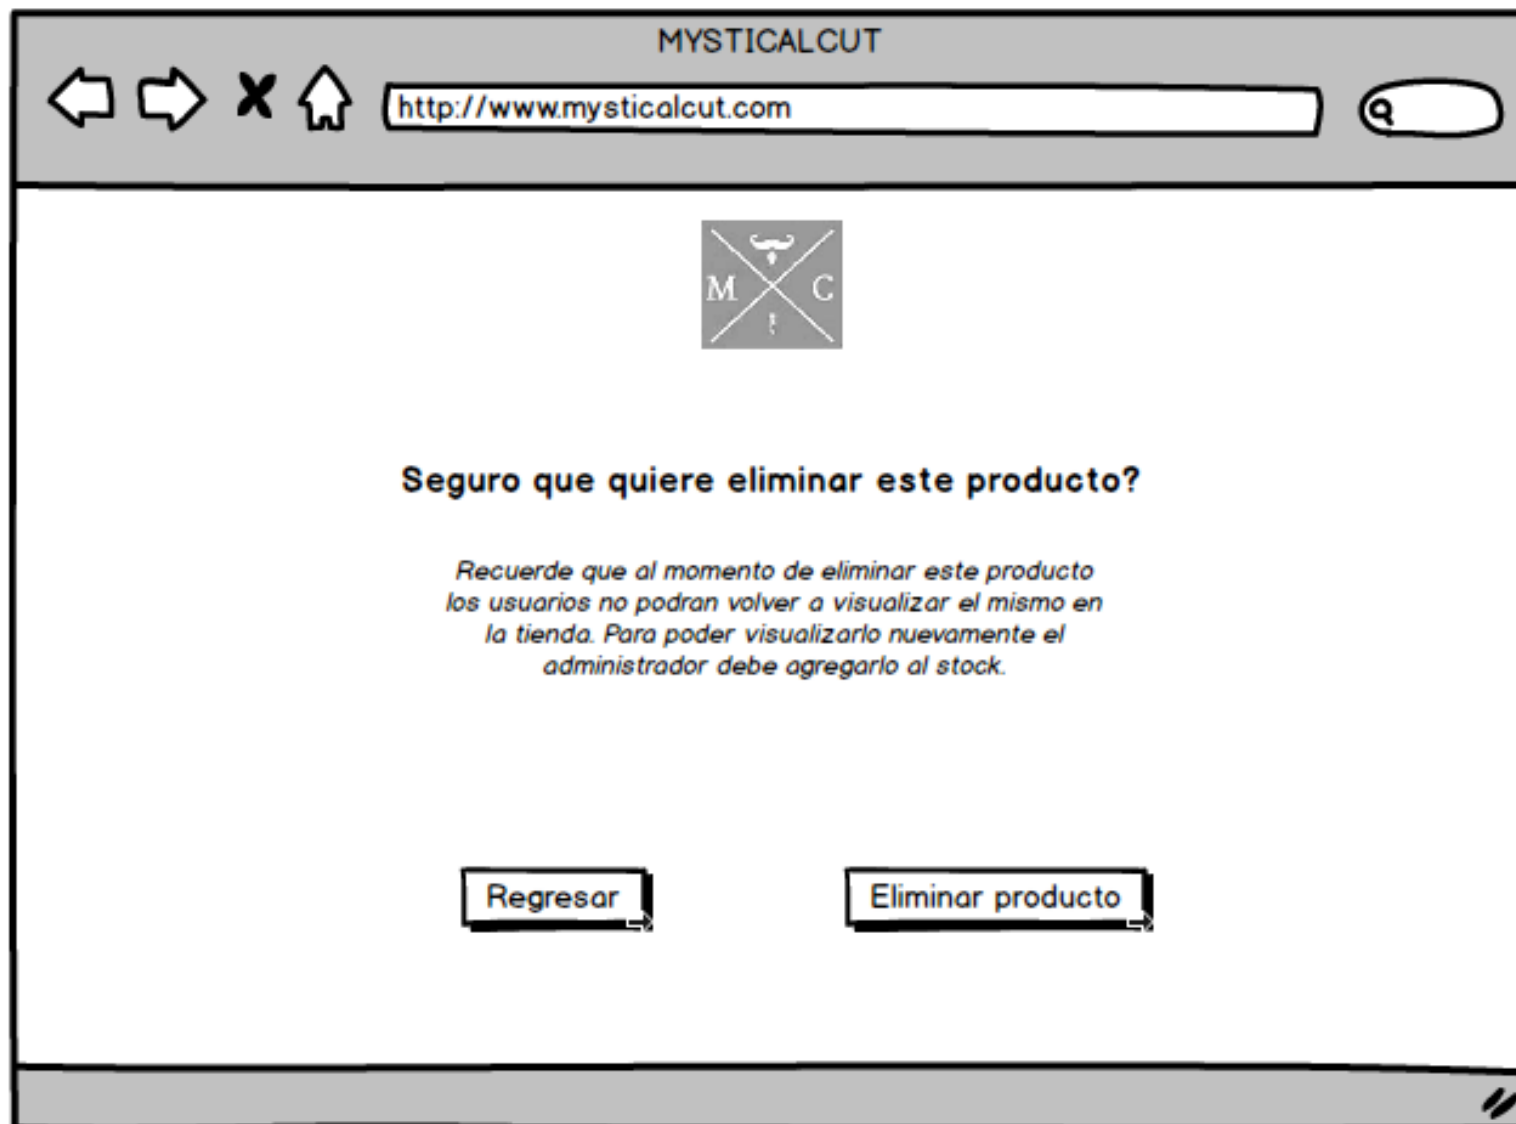 MYSTICALCUT
http://www.mysticalcut.com
M C
Seguro que quiere eliminar este producto?
Recuerde que al momento de eliminar este producto
los usuarios no podran volver a visualizar el mismo en
la tienda. Para poder visualizarlo nuevamente el
administrador debe agregarlo al stock.
Regresar
Eliminar producto